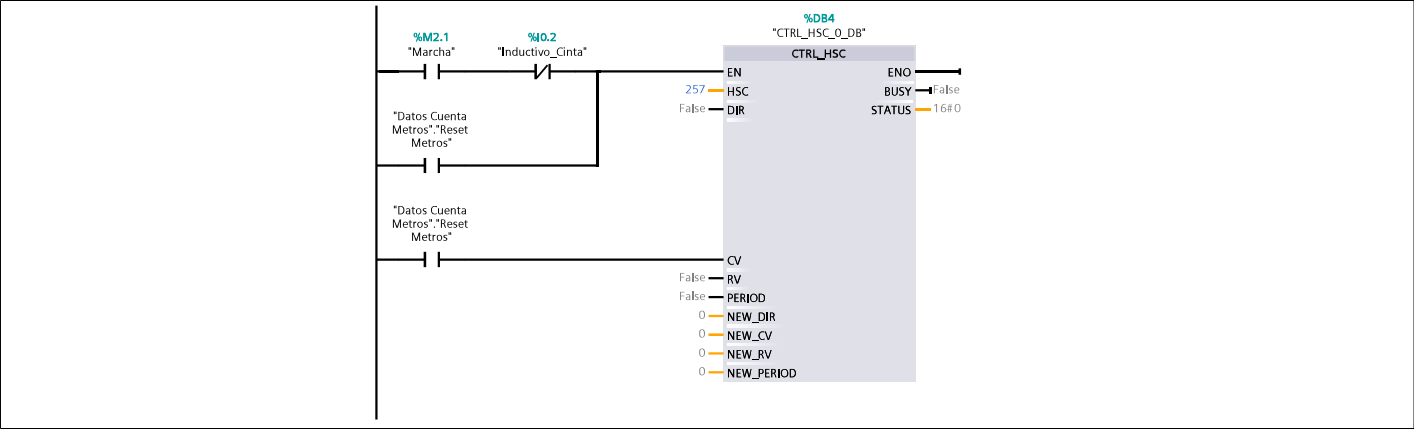 %DB4
"CTRL_HSC_0_DB"
%M2.1
%I0.2
"Marcha"
"Inductivo_Cinta"
CTRL_HSC
EN
ENO
257
HSC
BUSY
False
False
DIR
STATUS
16#0
"Datos Cuenta
Metros"."Reset
Metros"
"Datos Cuenta
Metros"."Reset
Metros"
CV
False
RV
False
PERIOD
0
NEW_DIR
0
NEW_CV
0
NEW_RV
0
NEW_PERIOD